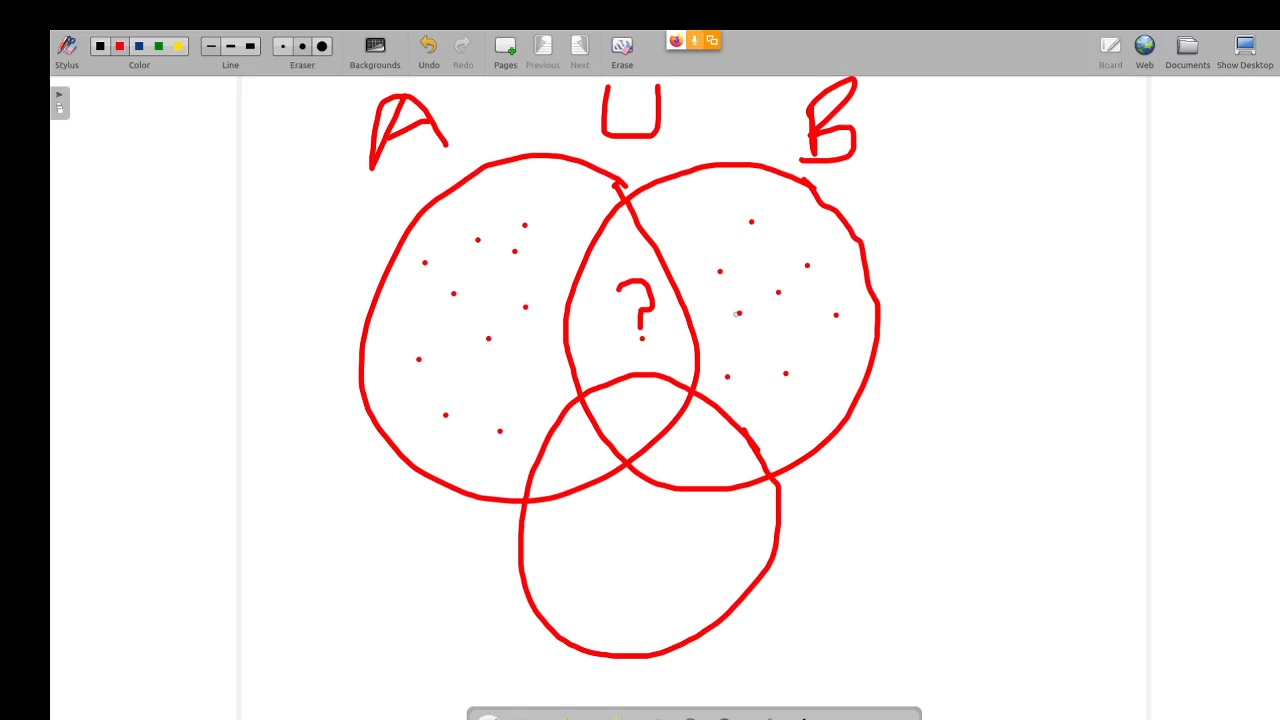 Stylus Color Line Eraser Backgrounds Undo Redo Pages Previous Next Erase Board Web Documents Show Desktop
A U B
?